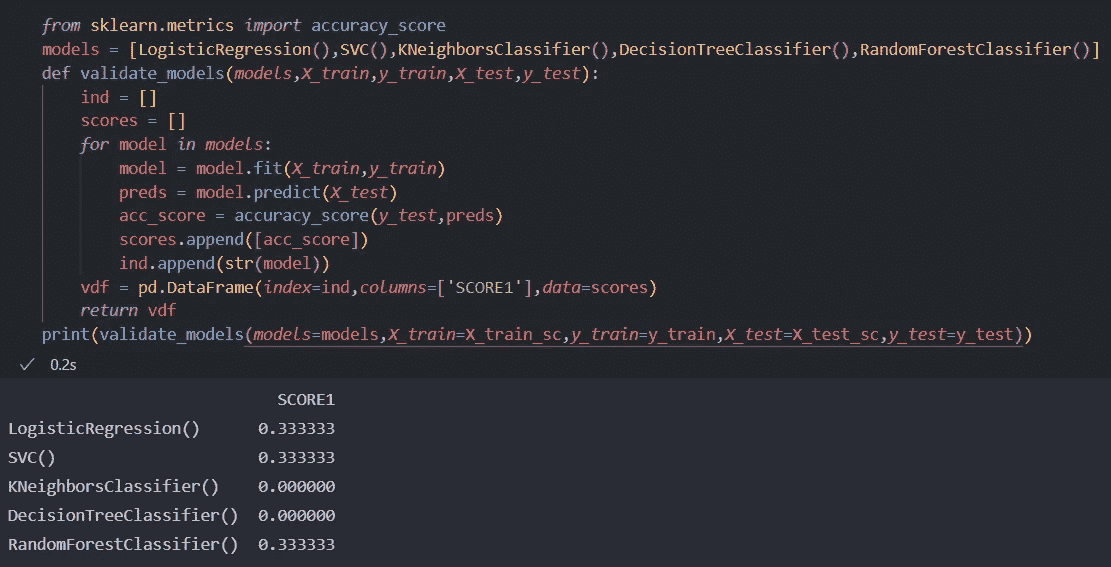 from sklearn.metrics import accuracy_score
models = [LogisticRegression(),SVC(),KNeighborsClassifier(),DecisionTreeClassifier(),RandomForestClassifier()]
def validate_models(models,X_train,y_train,X_test,y_test):
    ind = []
    scores = []
    for model in models:
        model = model.fit(X_train,y_train)
        preds = model.predict(X_test)
        acc_score = accuracy_score(y_test,preds)
        scores.append([acc_score])
        ind.append(str(model))
    vdf = pd.DataFrame(index=ind,columns=['SCORE1'],data=scores)
    return vdf
print(validate_models(models=models,X_train=X_train_sc,y_train=y_train,X_test=X_test_sc,y_test=y_test))
0.2s
SCORE1
LogisticRegression() 0.333333
SVC() 0.333333
KNeighborsClassifier() 0.000000
DecisionTreeClassifier() 0.000000
RandomForestClassifier() 0.333333